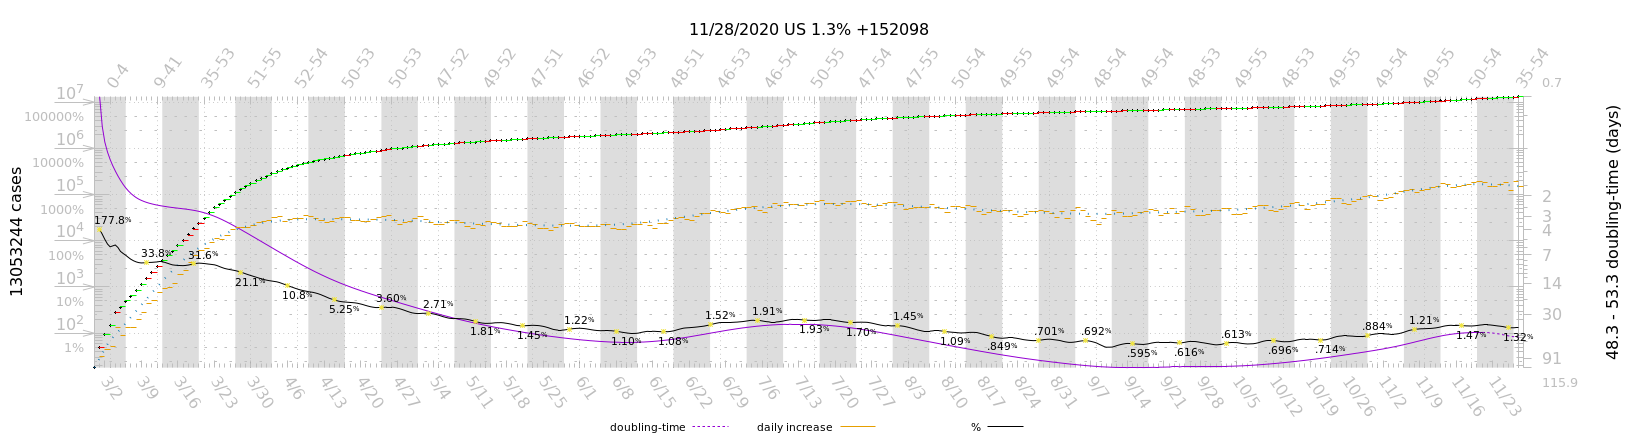 11/28/2020 US 1.3% +152098
0-4 9-41 35-53 51-55 52-54 50-53 50-53 47-52 49-52 47-51 46-52 49-53 48-51 46-53 46-54 50-55 47-54 47-55 50-54 49-55 49-54 48-54 49-54 48-53 49-54 49-55 49-53 49-54 49-55 50-54 35-54
10⁷
0.7
100000%
10⁶
10000%
10⁵
2
1000%
3
177.8%
10⁴
4
100%
7
33.8% 31.6%
10³
14
21.1% 10.8% 5.25% 3.60% 2.71%
10%
30
10²
1.81% 1.45% 1.22% 1.10% 1.08% 1.52% 1.91% 1.93% 1.70% 1.45% 1.09% .849% .701% .692% .595% .616% .613% .696% .714% .884% 1.21% 1.47% 1.32%
1%
91
115.9
3/2 3/9 3/16 3/23 3/30 4/6 4/13 4/20 4/27 5/4 5/11 5/18 5/25 6/1 6/8 6/15 6/22 6/29 7/6 7/13 7/20 7/27 8/3 8/10 8/17 8/24 8/31 9/7 9/14 9/21 9/28 10/5 10/12 10/19 10/26 11/2 11/9 11/16 11/23
13053244 cases
48.3 - 53.3 doubling-time (days)
doubling-time daily increase %